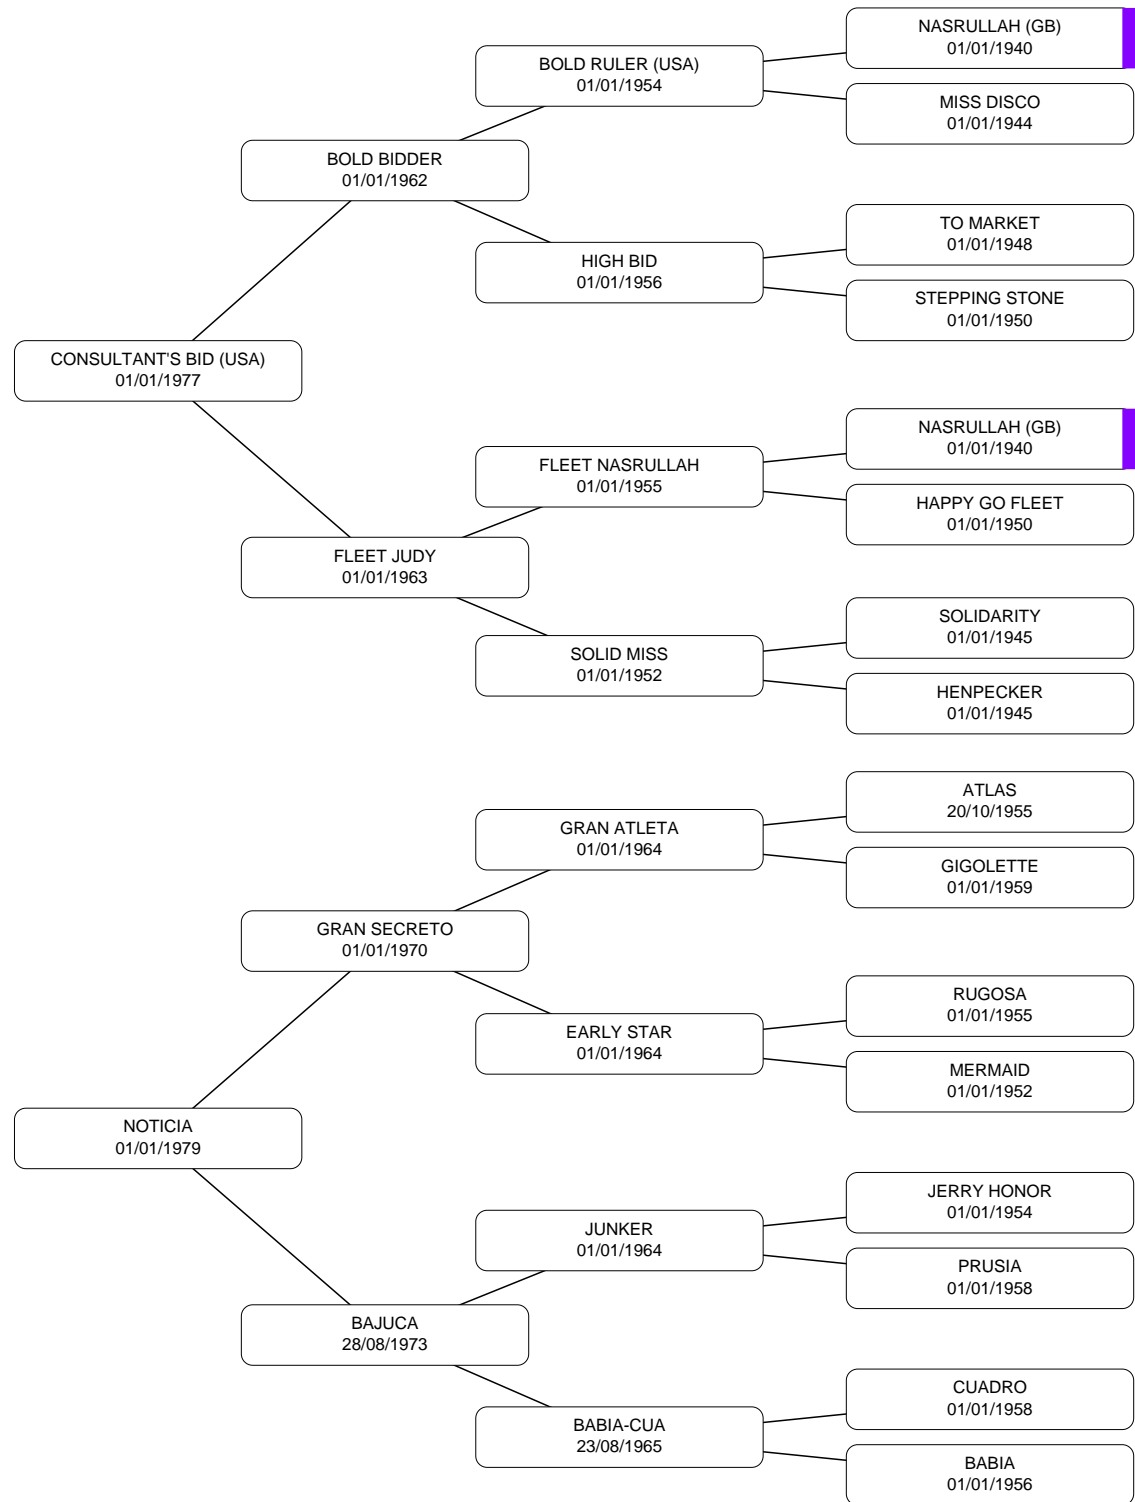 NASRULLAH (GB)
01/01/1940
BOLD RULER (USA)
01/01/1954
MISS DISCO
01/01/1944
BOLD BIDDER
01/01/1962
TO MARKET
01/01/1948
HIGH BID
01/01/1956
STEPPING STONE
01/01/1950
CONSULTANT'S BID (USA)
01/01/1977
NASRULLAH (GB)
01/01/1940
FLEET NASRULLAH
01/01/1955
HAPPY GO FLEET
01/01/1950
FLEET JUDY
01/01/1963
SOLIDARITY
01/01/1945
SOLID MISS
01/01/1952
HENPECKER
01/01/1945
ATLAS
20/10/1955
GRAN ATLETA
01/01/1964
GIGOLETTE
01/01/1959
GRAN SECRETO
01/01/1970
RUGOSA
01/01/1955
EARLY STAR
01/01/1964
MERMAID
01/01/1952
NOTICIA
01/01/1979
JERRY HONOR
01/01/1954
JUNKER
01/01/1964
PRUSIA
01/01/1958
BAJUCA
28/08/1973
CUADRO
01/01/1958
BABIA-CUA
23/08/1965
BABIA
01/01/1956